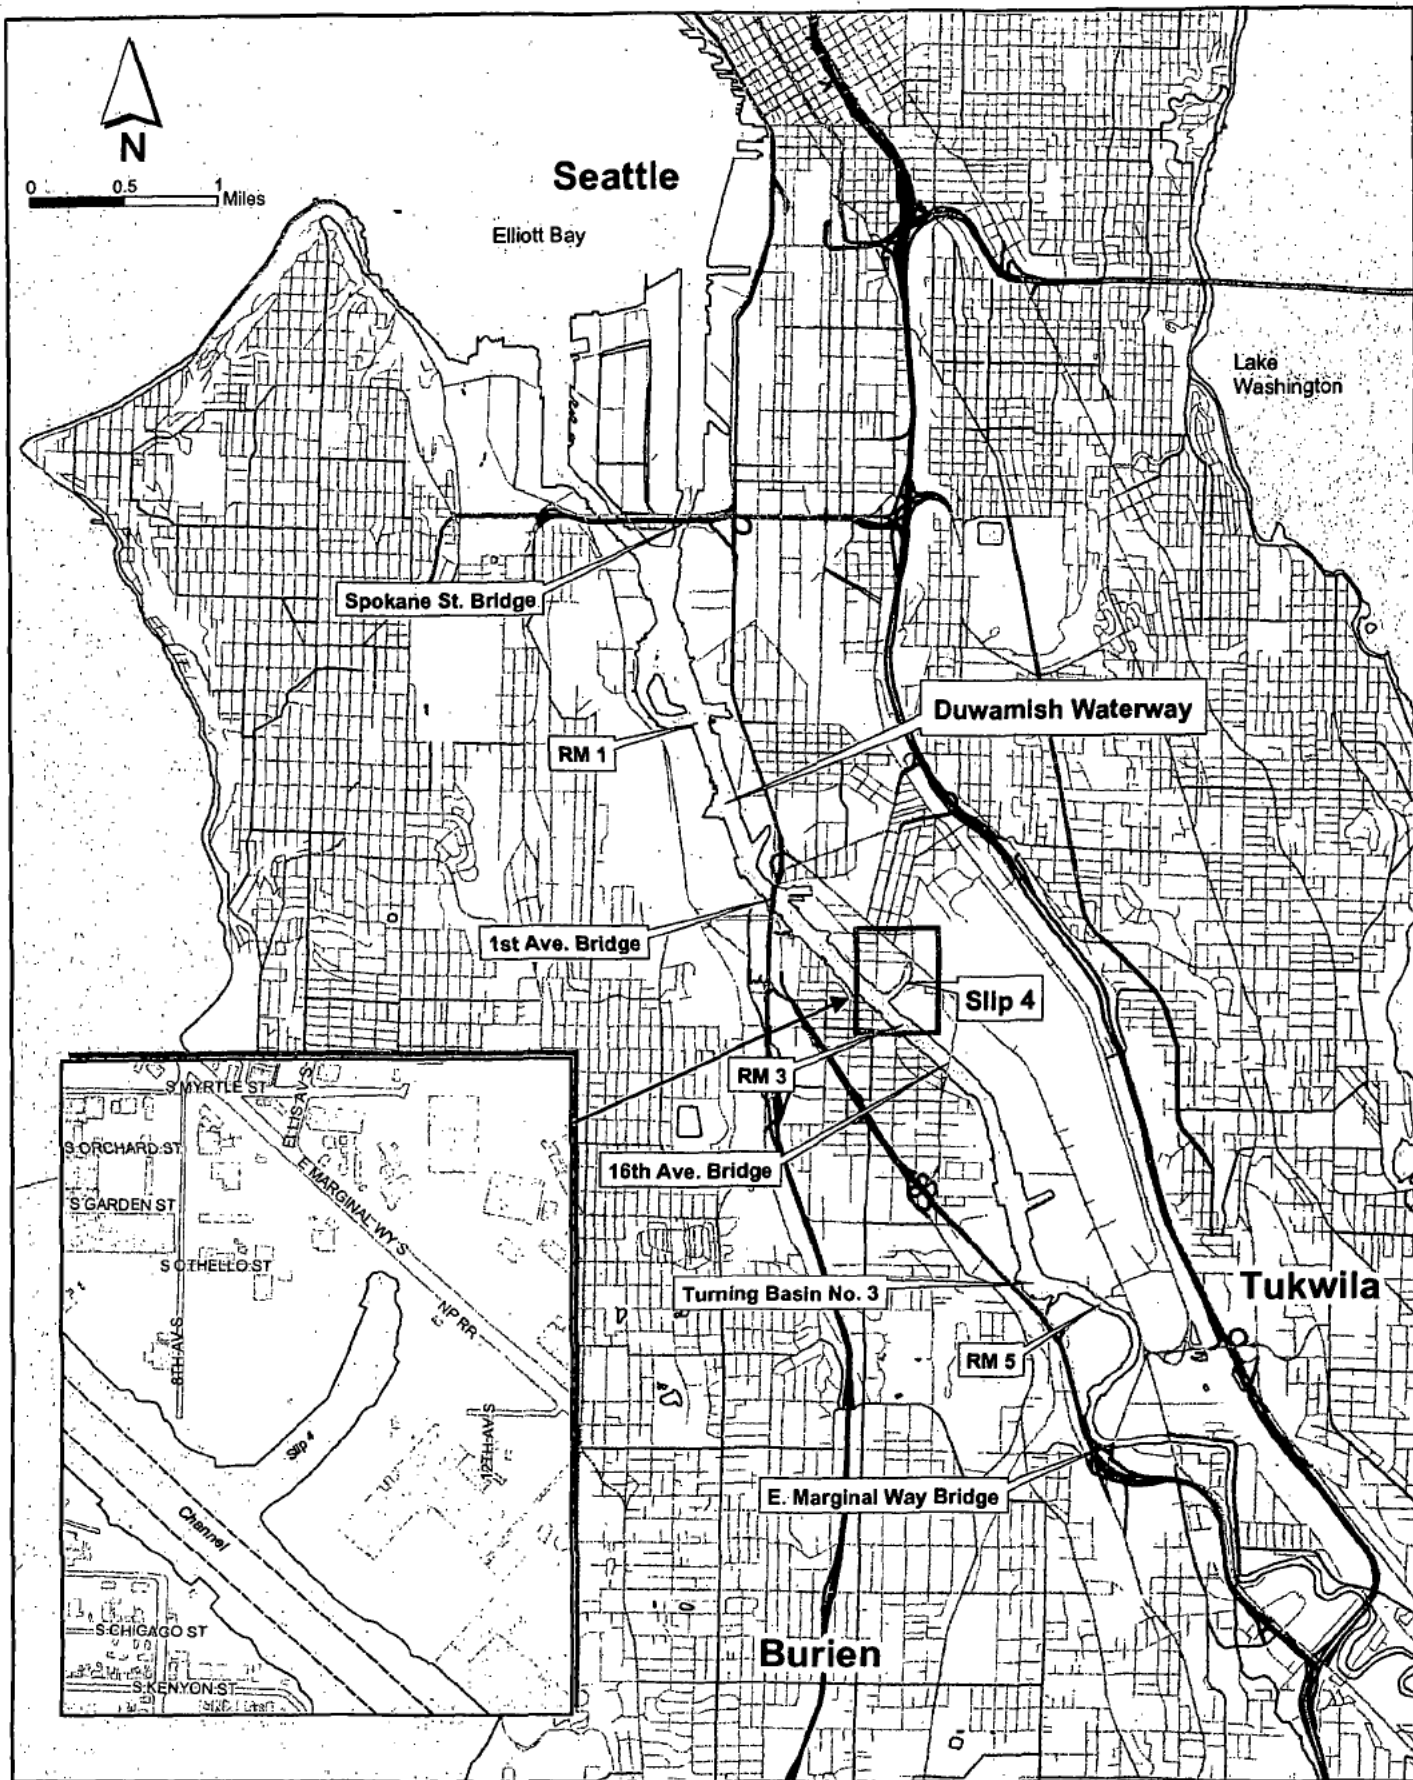 Seattle
N
0 0.5 1
Miles
Elliott Bay
Lake
Washington
Spokane St. Bridge
Duwamish Waterway
RM 1
1st Ave. Bridge
Slip 4
RM 3
16th Ave. Bridge
Turning Basin No. 3
Tukwila
RM 5
E. Marginal Way Bridge
Burien
S MYRTLE ST
ELLIS AV S
S ORCHARD ST
E MARGINAL WY S
S GARDEN ST
S OTHELLO ST
NP RR
8TH AV S
12TH AV S
Slip 4
Channel
S CHICAGO ST
S KENYON ST